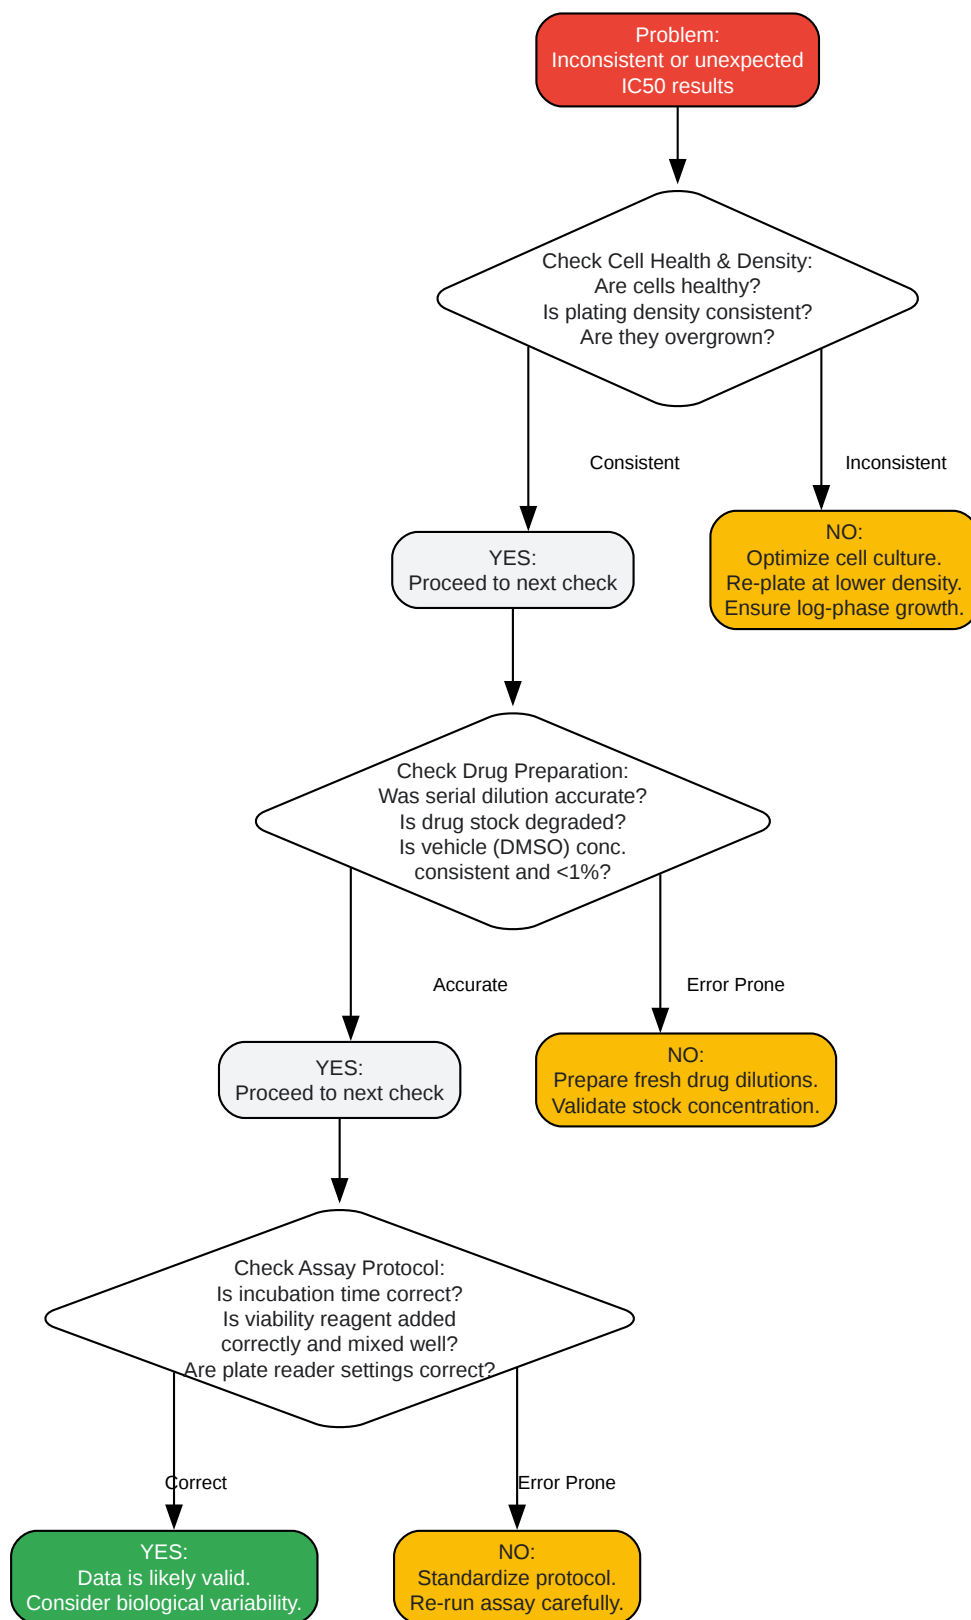 Problem:
Inconsistent or unexpected
IC50 results
Check Cell Health & Density:
Are cells healthy?
Is plating density consistent?
Are they overgrown?
Consistent
Inconsistent
YES:
Proceed to next check
NO:
Optimize cell culture.
Re-plate at lower density.
Ensure log-phase growth.
Check Drug Preparation:
Was serial dilution accurate?
Is drug stock degraded?
Is vehicle (DMSO) conc.
consistent and <1%?
Accurate
Error Prone
YES:
Proceed to next check
NO:
Prepare fresh drug dilutions.
Validate stock concentration.
Check Assay Protocol:
Is incubation time correct?
Is viability reagent added
correctly and mixed well?
Are plate reader settings correct?
Correct
Error Prone
YES:
Data is likely valid.
Consider biological variability.
NO:
Standardize protocol.
Re-run assay carefully.